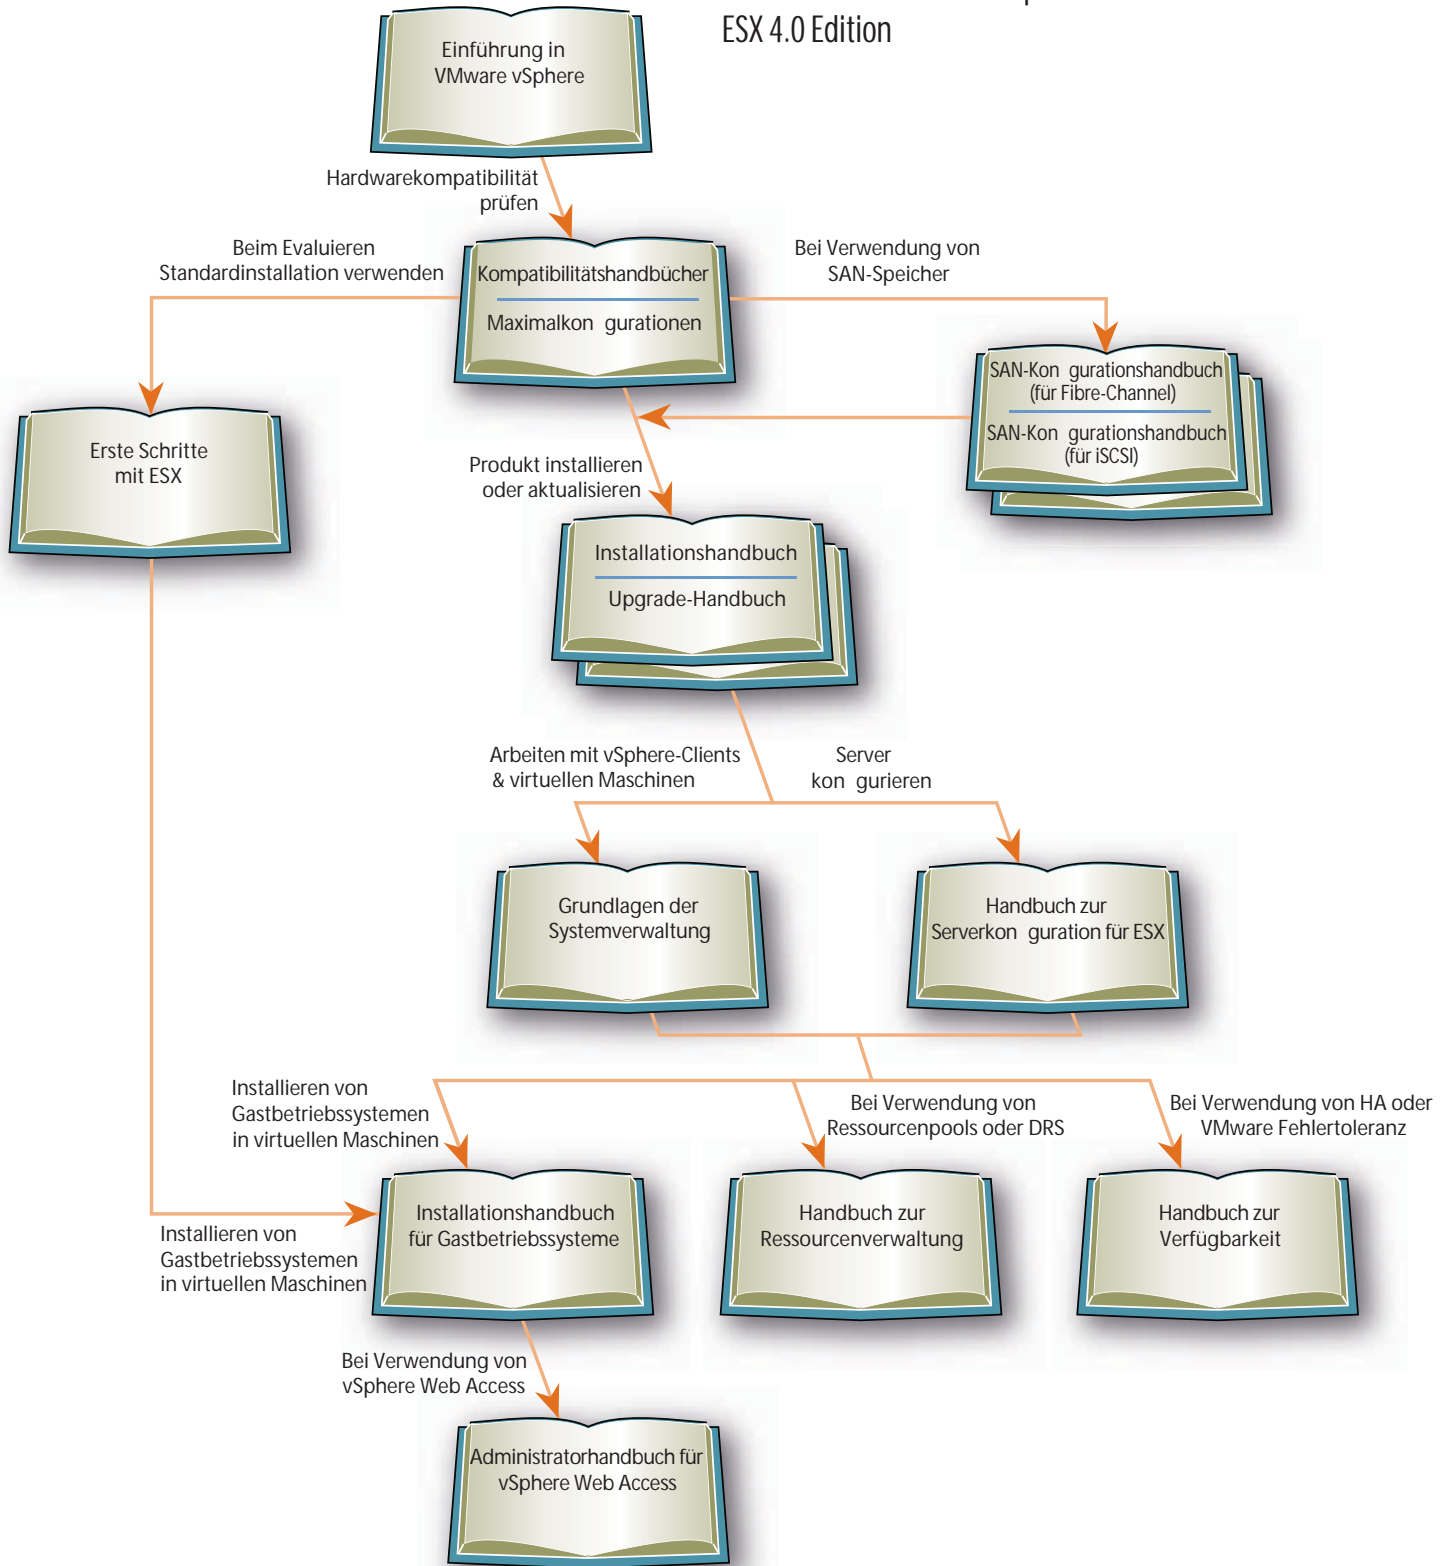 ESX 4.0 Edition
Einführung in
VMware vSphere
Hardwarekompatibilität
prüfen
Beim Evaluieren
Standardinstallation verwenden
Kompatibilitätshandbücher
Maximalkon gurationen
Bei Verwendung von
SAN-Speicher
SAN-Kon gurationshandbuch
(für Fibre-Channel)
SAN-Kon gurationshandbuch
(für iSCSI)
Erste Schritte
mit ESX
Produkt installieren
oder aktualisieren
Installationshandbuch
Upgrade-Handbuch
Arbeiten mit vSphere-Clients
& virtuellen Maschinen
Server
kon gurieren
Grundlagen der
Systemverwaltung
Handbuch zur
Serverkon guration für ESX
Installieren von
Gastbetriebssystemen
in virtuellen Maschinen
Bei Verwendung von
Ressourcenpools oder DRS
Bei Verwendung von HA oder
VMware Fehlertoleranz
Installieren von
Gastbetriebssystemen
in virtuellen Maschinen
Installationshandbuch
für Gastbetriebssysteme
Handbuch zur
Ressourcenverwaltung
Handbuch zur
Verfügbarkeit
Bei Verwendung von
vSphere Web Access
Administratorhandbuch für
vSphere Web Access